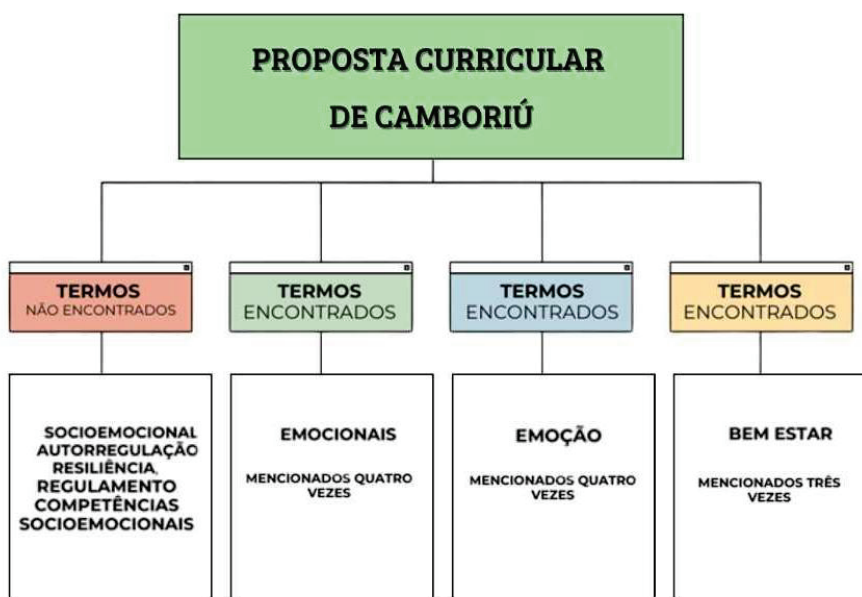 PROPOSTA CURRICULAR
DE CAMBORIÚ
TERMOS
NÃO ENCONTRADOS
TERMOS
ENCONTRADOS
TERMOS
ENCONTRADOS
TERMOS
ENCONTRADOS
SOCIOEMOCIONAL
AUTORREGULAÇÃO
RESILIÊNCIA,
REGULAMENTO
COMPETÊNCIAS
SOCIOEMOCIONAIS
EMOCIONAIS
MENCIONADOS QUATRO
VEZES
EMOÇÃO
MENCIONADOS QUATRO
VEZES
BEM ESTAR
MENCIONADOS TRÊS
VEZES